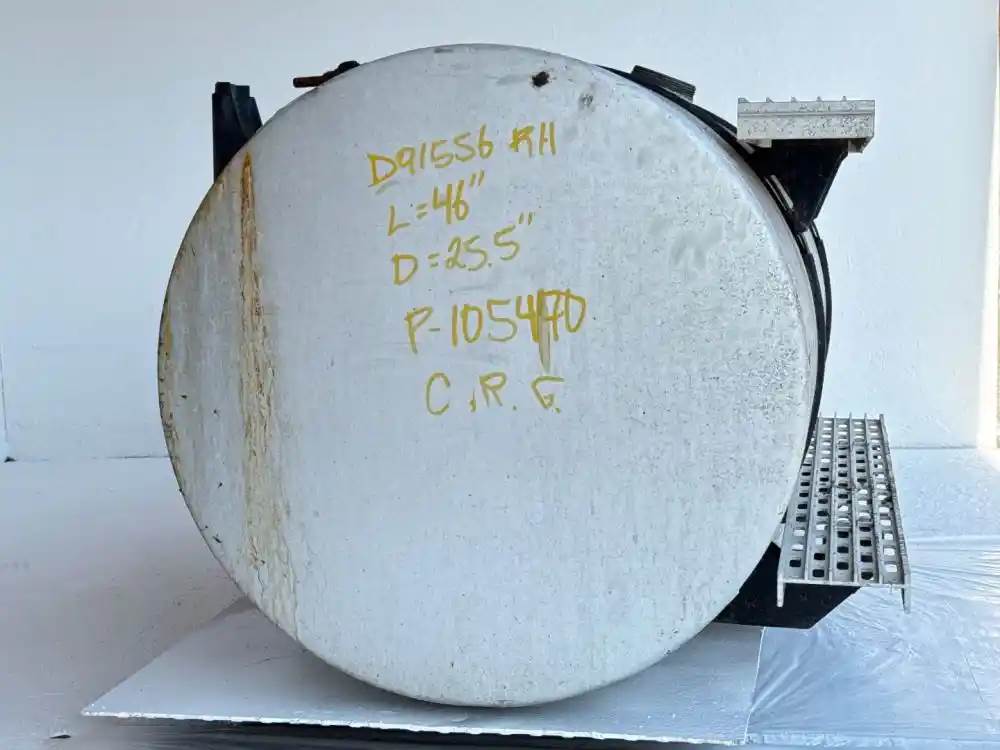 D91556 RH
L=46"
D=25.5"
P-105470
C.R.G.